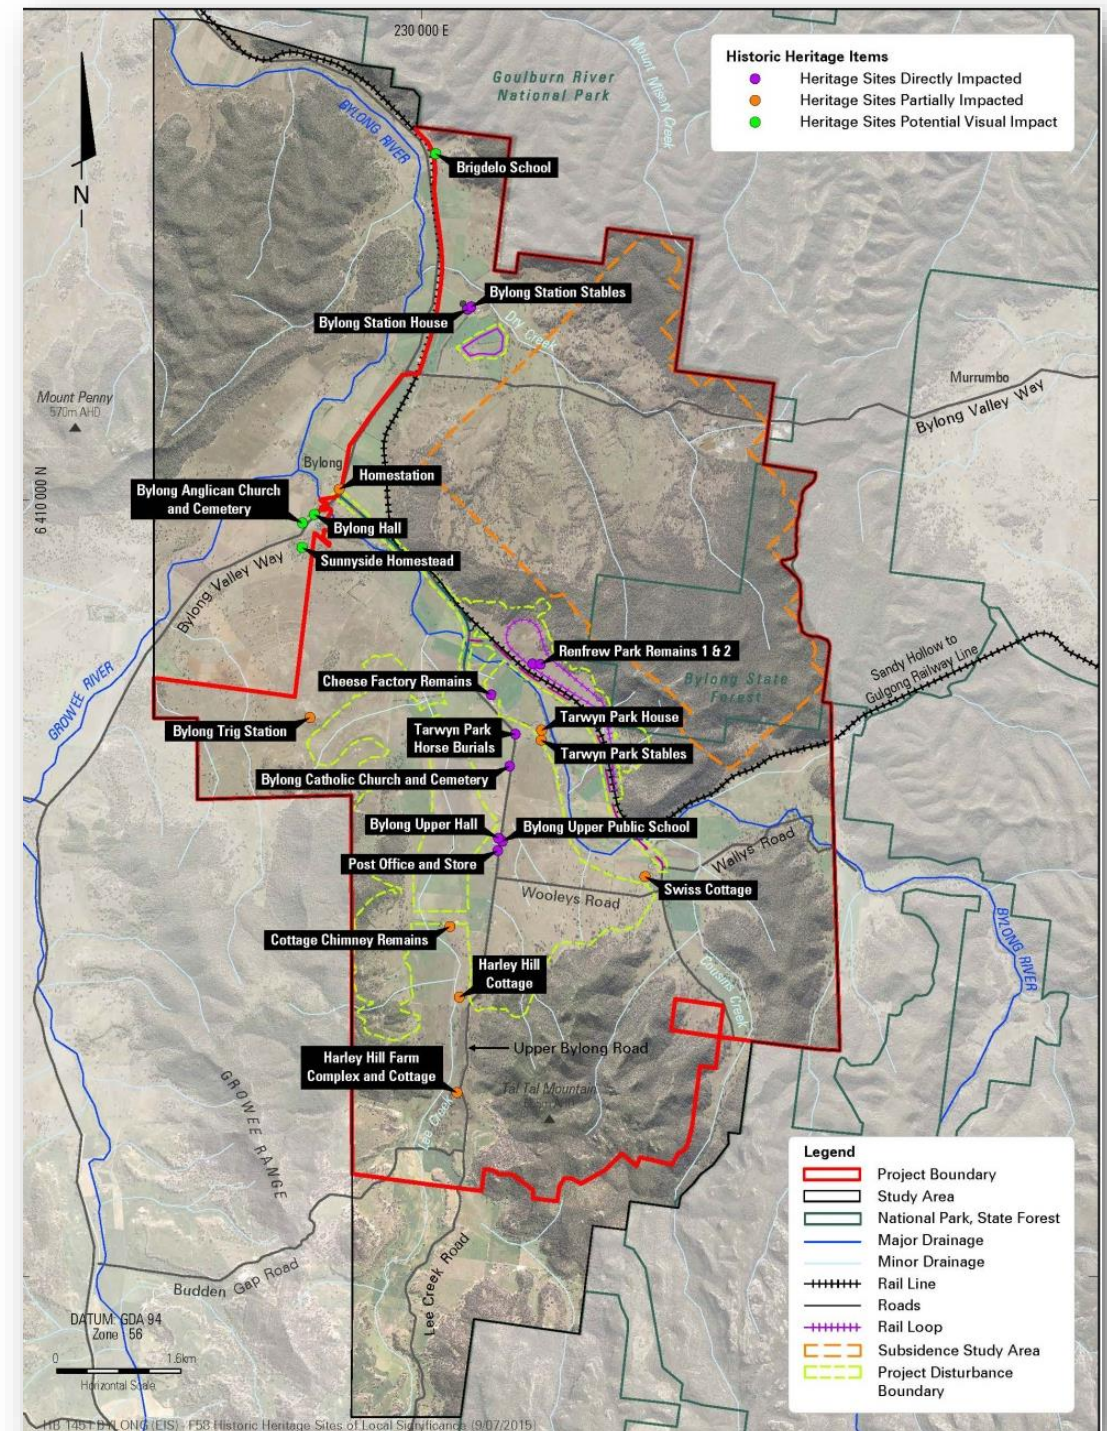 230 000 E
Historic Heritage Items
Heritage Sites Directly Impacted
Heritage Sites Partially Impacted
Heritage Sites Potential Visual Impact
Goulburn River
National Park
Mount Misery Creek
BYLONG RIVER
N
Brigdelo School
Bylong Station Stables
Bylong Station House
Dry Creek
Mount Penny
570m AHD
Murrumbo
Bylong Valley Way
Bylong
Homestation
6 410 000 N
Bylong Anglican Church
and Cemetery
Bylong Hall
Sunnyside Homestead
Bylong Valley Way
GROWEE RIVER
Renfrew Park Remains 1 & 2
Sandy Hollow to
Gulgong Railway Line
Cheese Factory Remains
Bylong State
Forest
Bylong Trig Station
Tarwyn Park
Horse Burials
Tarwyn Park House
Tarwyn Park Stables
Bylong Catholic Church and Cemetery
Bylong Upper Hall
Bylong Upper Public School
Post Office and Store
Wallys Road
Wooleys Road
Swiss Cottage
BYLONG RIVER
Cottage Chimney Remains
Harley Hill
Cottage
Cousins Creek
Upper Bylong Road
Harley Hill Farm
Complex and Cottage
Tal Tal Mountain
GROWEE RANGE
Lee Creek
Budden Gap Road
Lee Creek Road
DATUM: GDA 94
Zone 56
0 1.6km
Horizontal Scale
Legend
Project Boundary
Study Area
National Park, State Forest
Major Drainage
Minor Drainage
Rail Line
Roads
Rail Loop
Subsidence Study Area
Project Disturbance
Boundary
HB 1451 BYLONG (EIS) - F53 Historic Heritage Sites of Local Significance (9/07/2015)